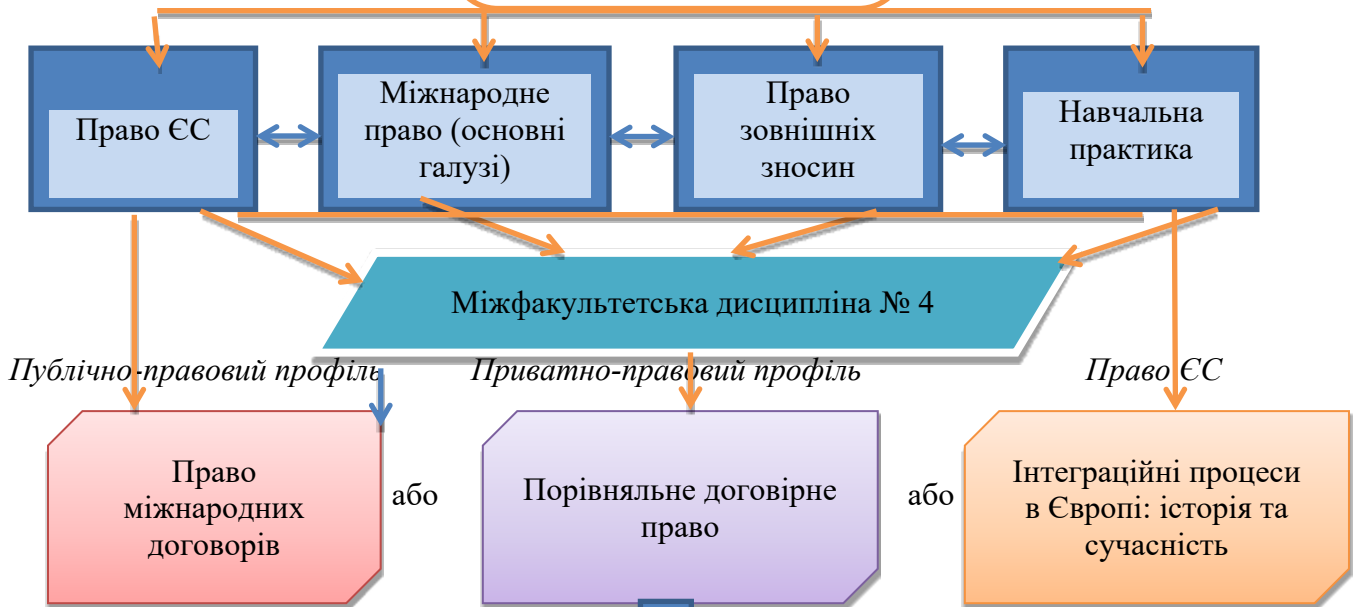 Право ЄС
Міжнародне
право (основні
галузі)
Право
зовнішніх
зносин
Навчальна
практика
Міжфакультетська дисципліна № 4
Публічно-правовий профіль
Приватно-правовий профіль
Право ЄС
Право
міжнародних
договорів
або
Порівняльне договірне
право
або
Інтеграційні процеси
в Європі: історія та
сучасність